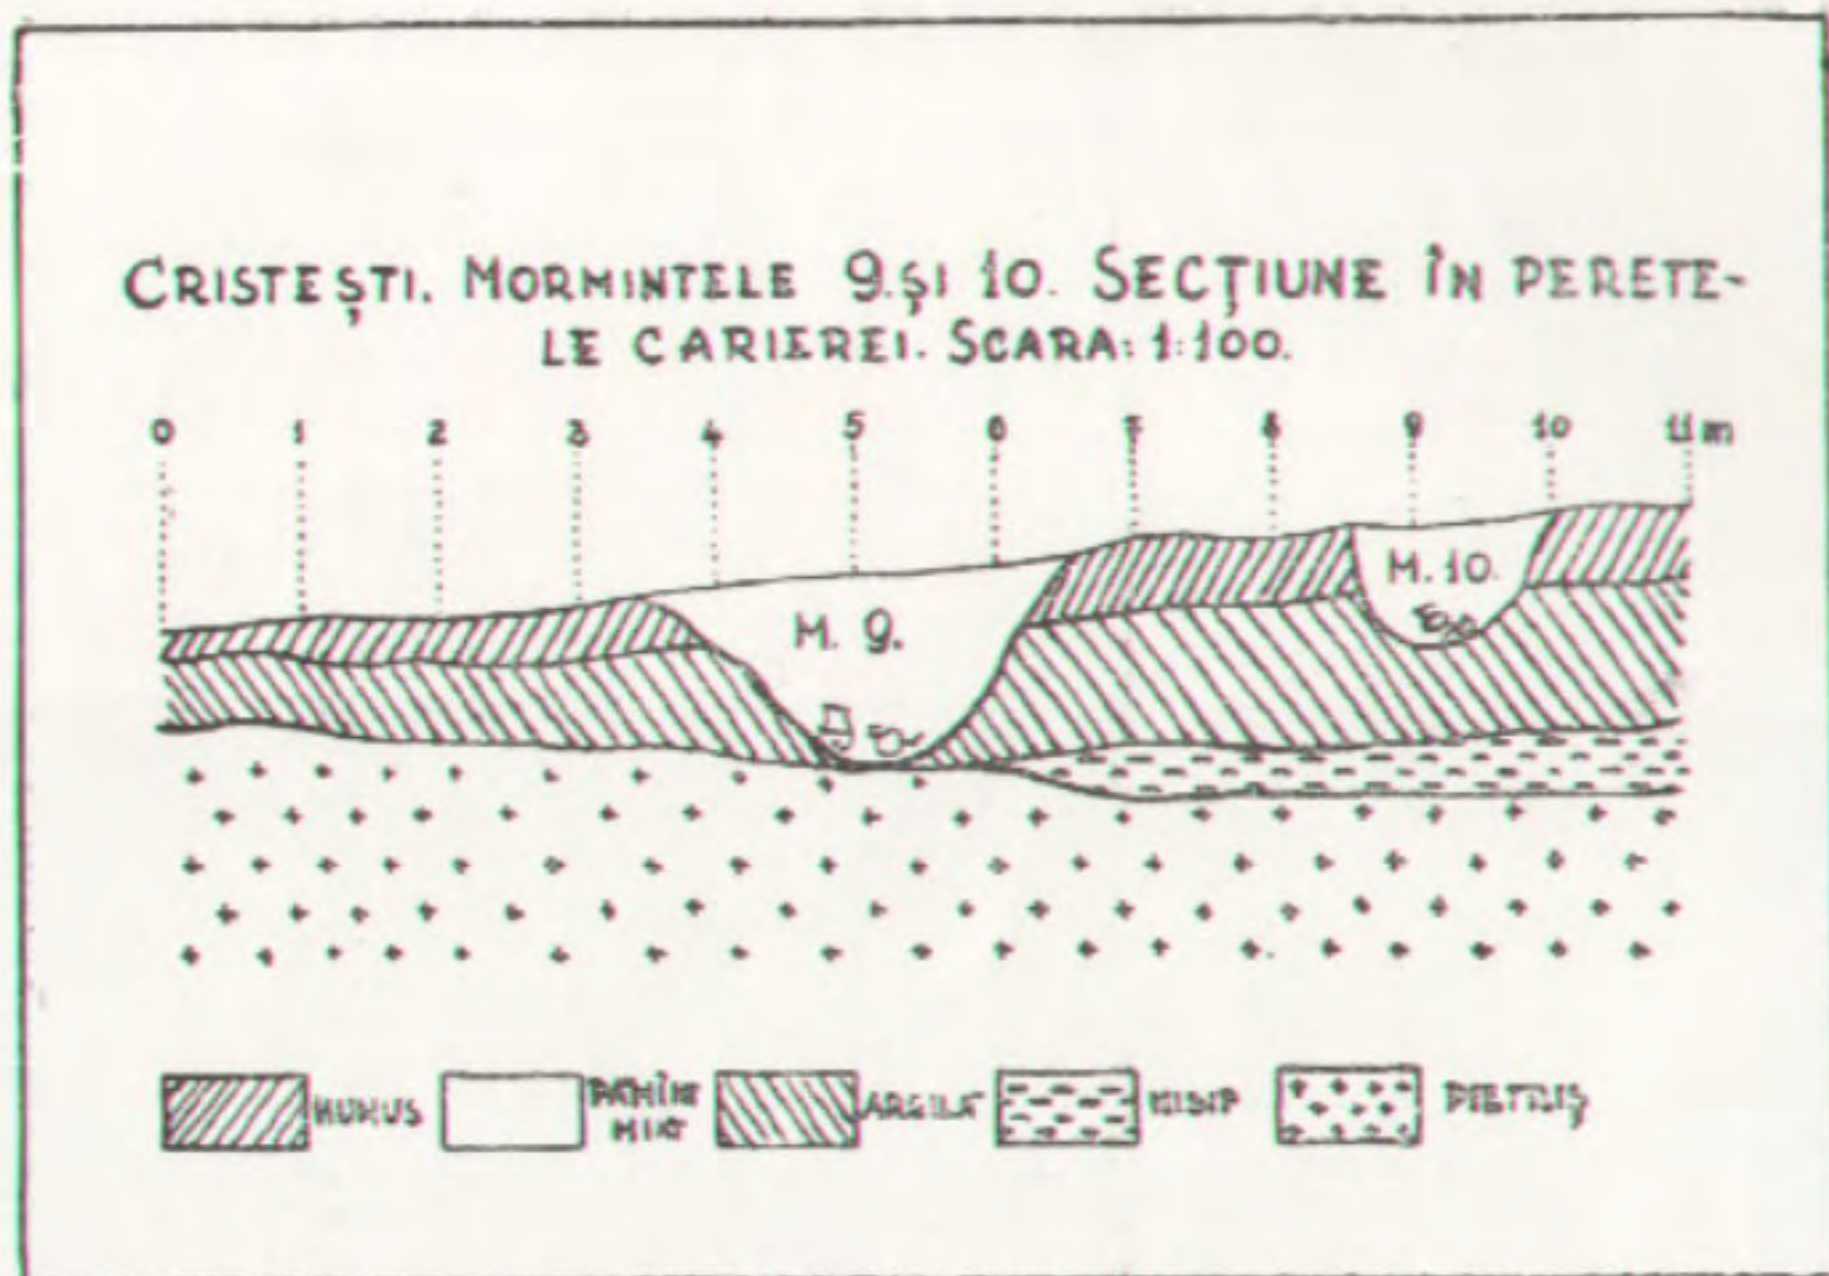 CRISTEȘTI. MORMINTELE 9.ȘI 10. SECȚIUNE ÎN PERETE-
LE CARIEREI. SCARA: 1:100.
0 1 2 3 4 5 6 7 8 9 10 11 m
M. 10.
M. 9.
HUMUS PĂMÎNT ARGILĂ NISIP PIETRIȘ